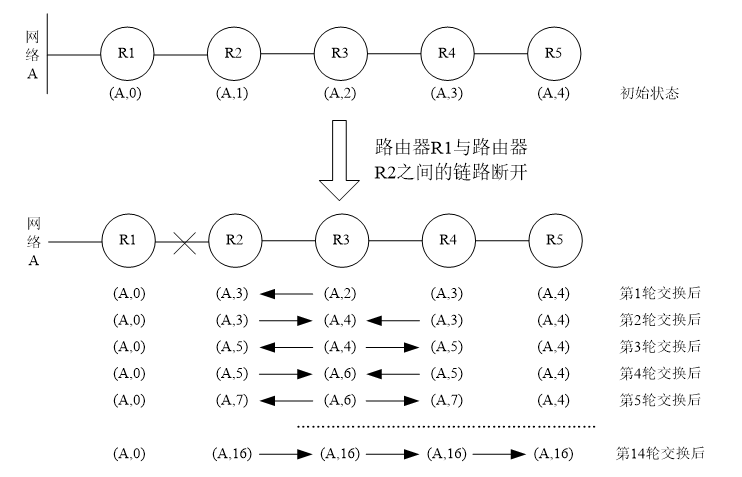 网络A
R1 R2 R3 R4 R5
(A,0) (A,1) (A,2) (A,3) (A,4) 初始状态
路由器R1与路由器
R2之间的链路断开
网络A
R1 R2 R3 R4 R5
(A,0) (A,3) (A,2) (A,3) (A,4) 第1轮交换后
(A,0) (A,3) (A,4) (A,3) (A,4) 第2轮交换后
(A,0) (A,5) (A,4) (A,5) (A,4) 第3轮交换后
(A,0) (A,5) (A,6) (A,5) (A,4) 第4轮交换后
(A,0) (A,7) (A,6) (A,7) (A,4) 第5轮交换后
(A,0) (A,16) (A,16) (A,16) (A,16) 第14轮交换后